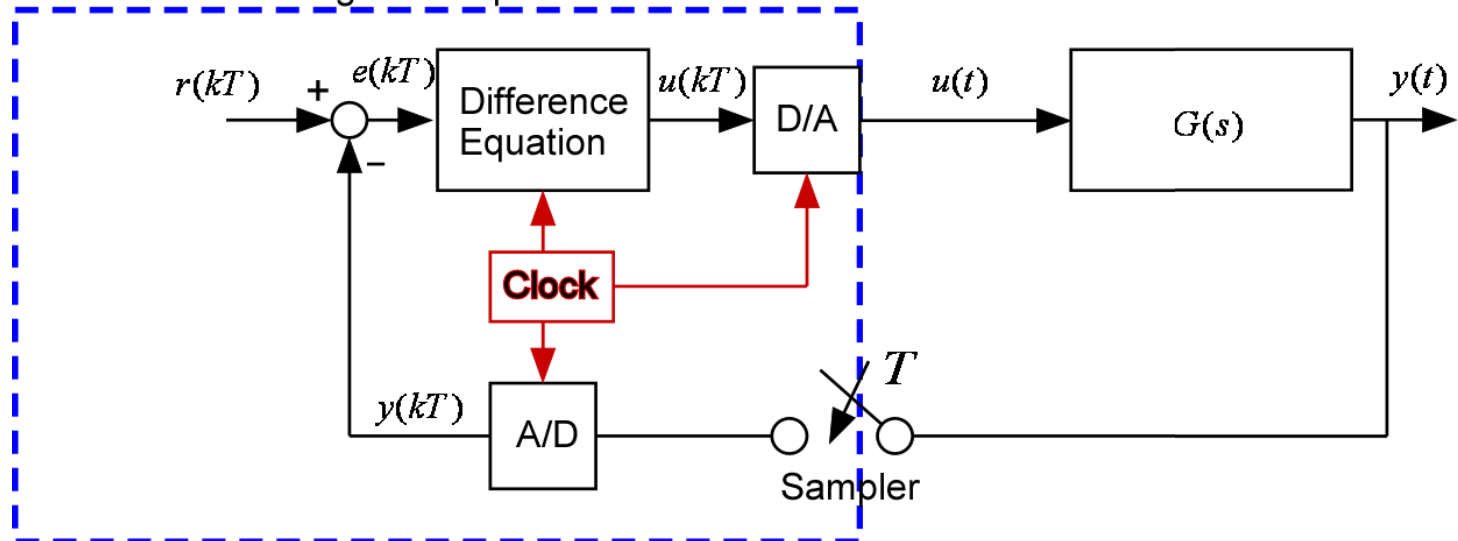 r(kT)
+
e(kT)
Difference
Equation
u(kT)
D/A
u(t)
G(s)
y(t)
−
Clock
T
y(kT)
A/D
Sampler